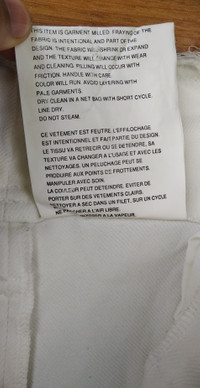 THIS ITEM IS GARMENT MILLED. FRAYING OF THE
FABRIC IS INTENTIONAL AND PART OF THE
DESIGN. THE FABRIC WILL SHRINK OR EXPAND
AND THE TEXTURE WILL CHANGE WITH WEAR
AND CLEANING. PILLING WILL OCCUR WITH
FRICTION. HANDLE WITH CARE.
COLOR WILL RUN. AVOID LAYERING WITH
PALE GARMENTS.
DRY CLEAN IN A NET BAG WITH SHORT CYCLE.
LINE DRY.
DO NOT STEAM.
CE VETEMENT EST FEUTRE. L'EFFILOCHAGE
EST INTENTIONNEL ET FAIT PARTIE DU DESIGN.
LE TISSU VA RETRECIR OU SE DETENDRE, SA
TEXTURE VA CHANGER A L'USAGE ET AVEC LES
NETTOYAGES. UN PELUCHAGE PEUT SE
PRODUIRE AUX POINTS DE FROTTEMENTS.
MANIPULER AVEC SOIN.
LA COULEUR PEUT DETEINDRE. EVITER DE
PORTER SUR DES VETEMENTS CLAIRS.
NETTOYER A SEC DANS UN FILET, SUR UN CYCLE
SECHER A L'AIR LIBRE.
A LA VAPEUR.